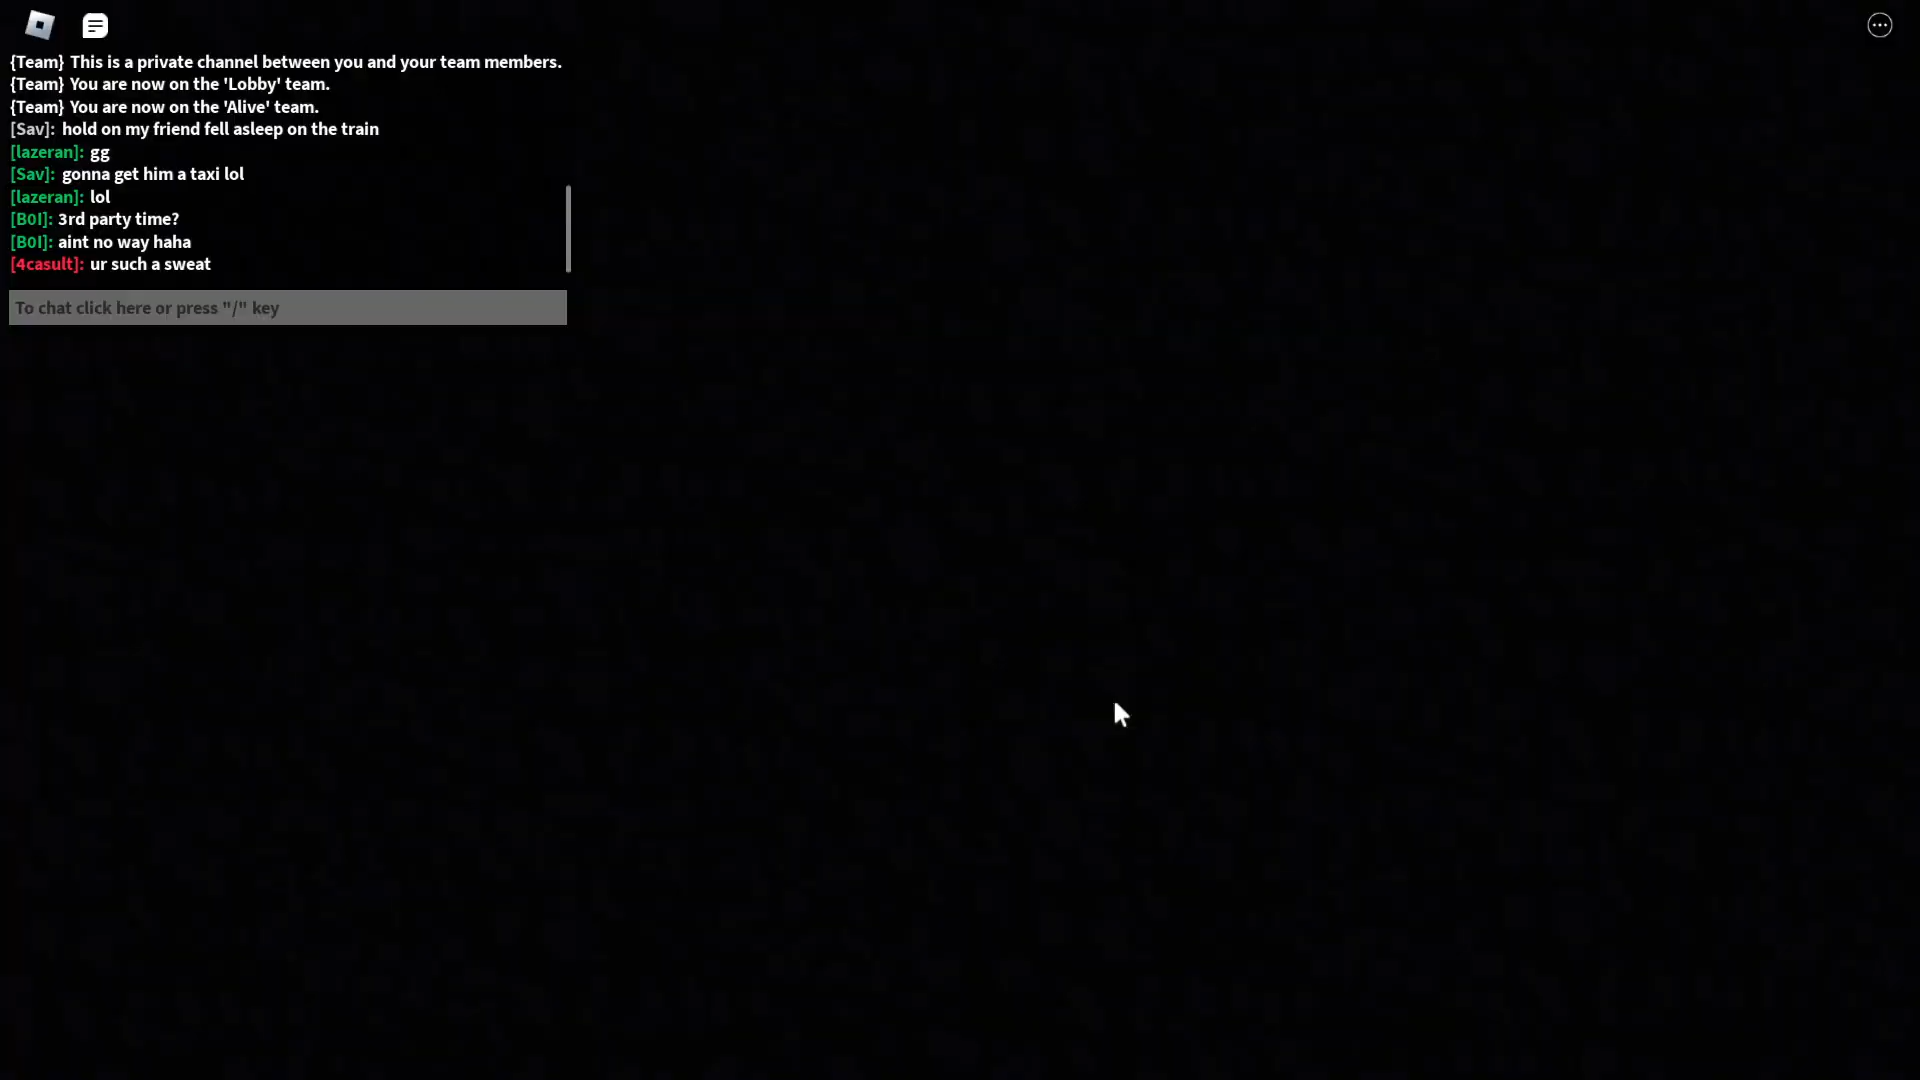 {Team} This is a private channel between you and your team members.
{Team} You are now on the 'Lobby' team.
{Team} You are now on the 'Alive' team.
[Sav]: hold on my friend fell asleep on the train
[lazeran]: gg
[Sav]: gonna get him a taxi lol
[lazeran]: lol
[B0I]: 3rd party time?
[B0I]: aint no way haha
[4casult]: ur such a sweat
To chat click here or press "/" key